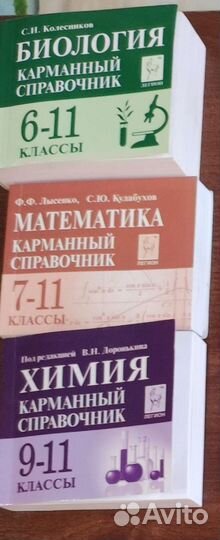 С.И. Колесников
БИОЛОГИЯ
КАРМАННЫЙ
СПРАВОЧНИК
ЛЕГИОН
6-11
КЛАССЫ
Ф.Ф. Лысенко, С.Ю. Кулабухов
МАТЕМАТИКА
КАРМАННЫЙ
СПРАВОЧНИК
ЛЕГИОН
7-11
КЛАССЫ
Под редакцией В.Н. Доронькина
ХИМИЯ
КАРМАННЫЙ
СПРАВОЧНИК
ЛЕГИОН
9-11
КЛАССЫ
Avito